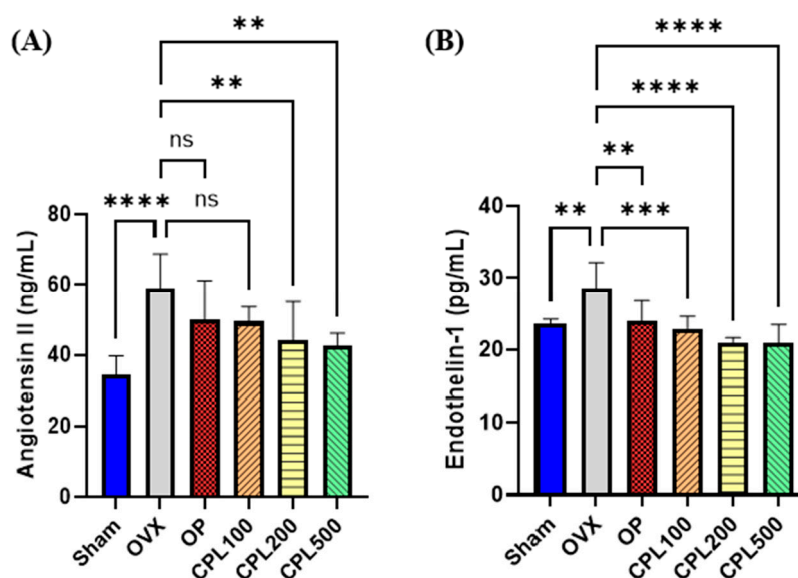 (A)
**
**
ns
**** ns
Angiotensin II (ng/mL)
80
60
40
20
0
Sham OVX OP CPL100 CPL200 CPL500
(B)
****
****
**
** ***
Endothelin-1 (pg/mL)
40
30
20
10
0
Sham OVX OP CPL100 CPL200 CPL500